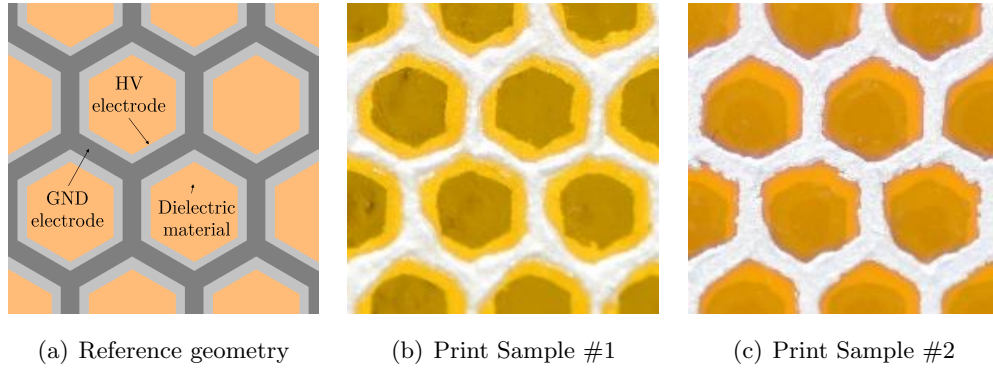 HV
electrode
GND
electrode
Dielectric
material
(a) Reference geometry
(b) Print Sample #1
(c) Print Sample #2